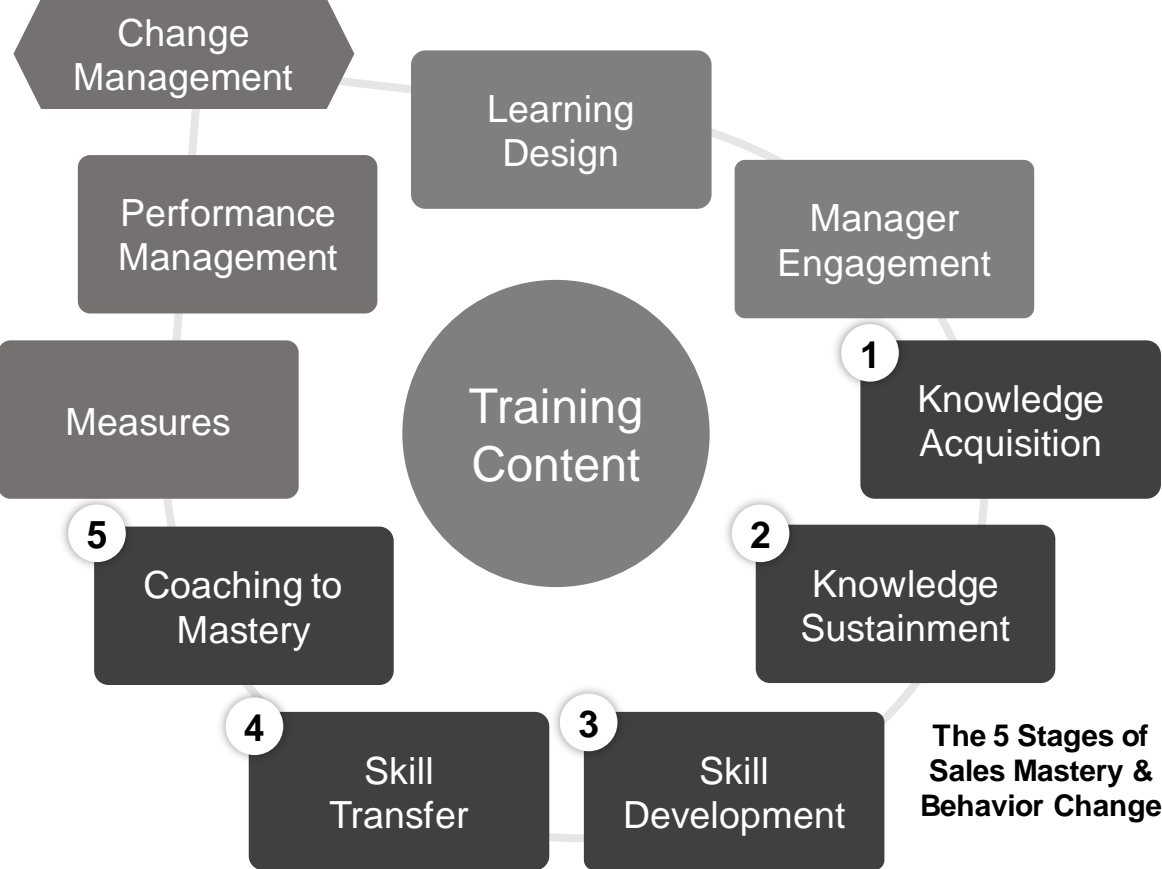 Change
Management
Learning
Design
Manager
Engagement
1
Knowledge
Acquisition
2
Knowledge
Sustainment
3
Skill
Development
4
Skill
Transfer
5
Coaching to
Mastery
Measures
Performance
Management
Training
Content
The 5 Stages of
Sales Mastery &
Behavior Change